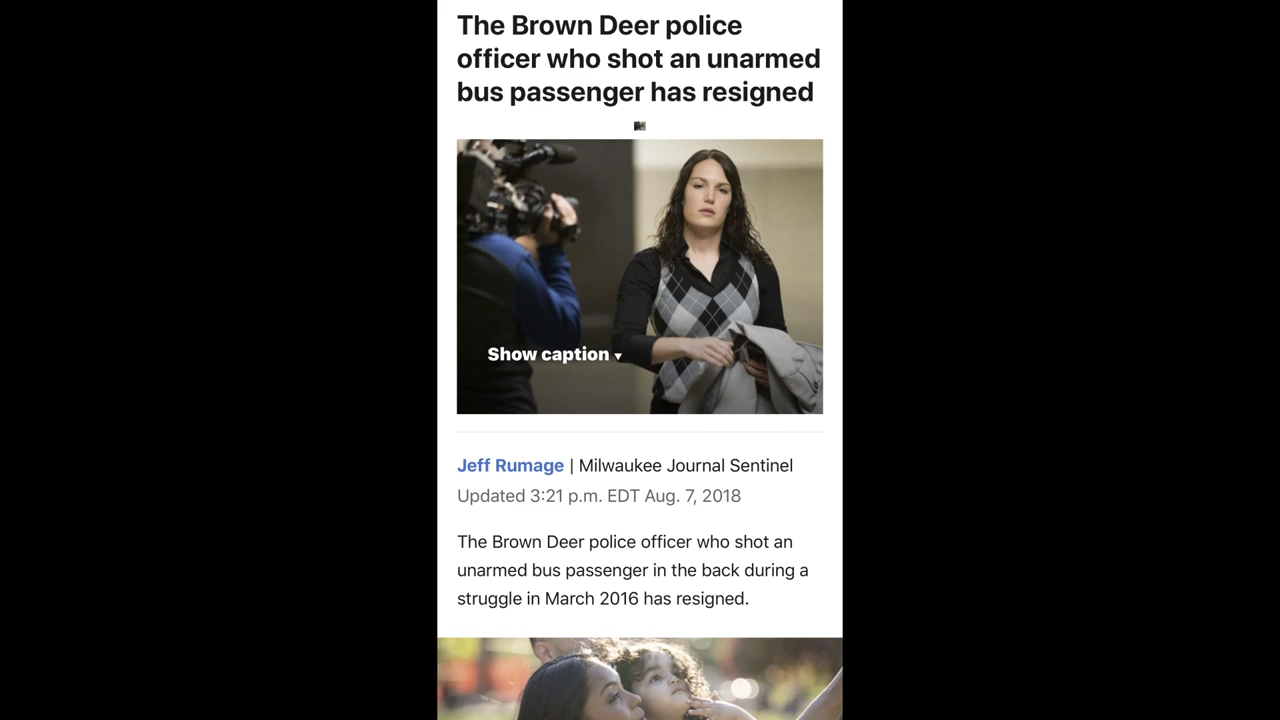 The Brown Deer police
officer who shot an unarmed
bus passenger has resigned
Show caption ▼
Jeff Rumage | Milwaukee Journal Sentinel
Updated 3:21 p.m. EDT Aug. 7, 2018
The Brown Deer police officer who shot an
unarmed bus passenger in the back during a
struggle in March 2016 has resigned.